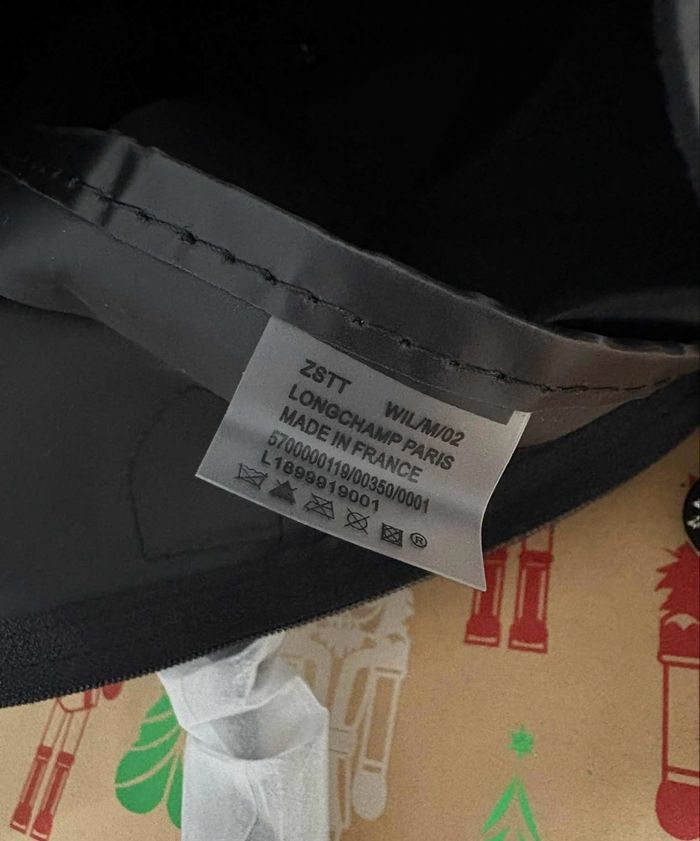 ZSTT WIL/M/02
LONGCHAMP PARIS
MADE IN FRANCE
5700000119/00350/0001
L1899919001
®